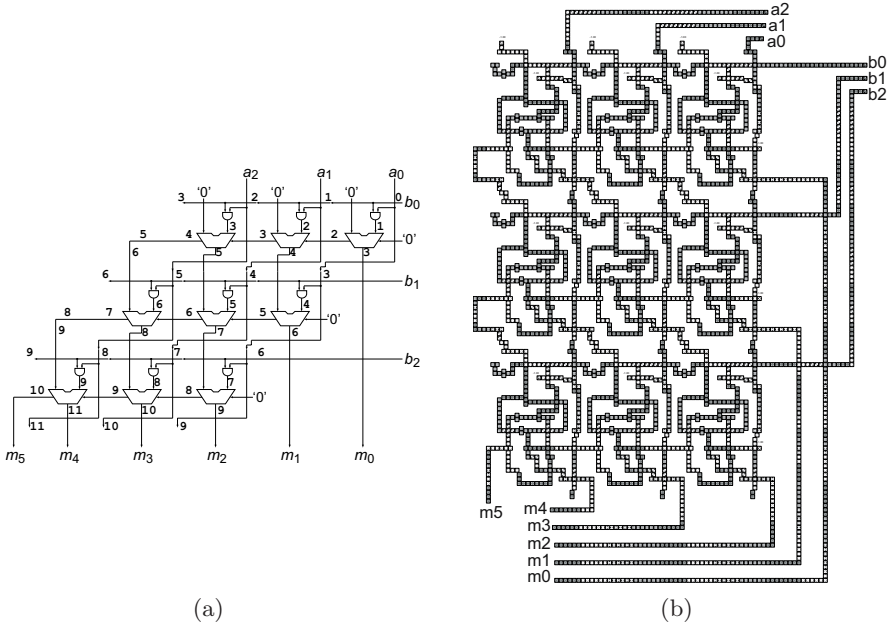 a2
a1
a0
b0
b1
b2
a2 a1 a0
'0' '0' '0'
3 2 1 0 b0
3 2 1
5 4 3 2 '0'
6 5 4 3
6 5 4 3 b1
6 5 4
8 7 6 5 '0'
9 8 7 6
9 8 7 6 b2
9 8 7
10 9 8 '0'
11 10 9
11 10 9
m5 m4 m3 m2 m1 m0
m5
m4
m3
m2
m1
m0
(a) (b)